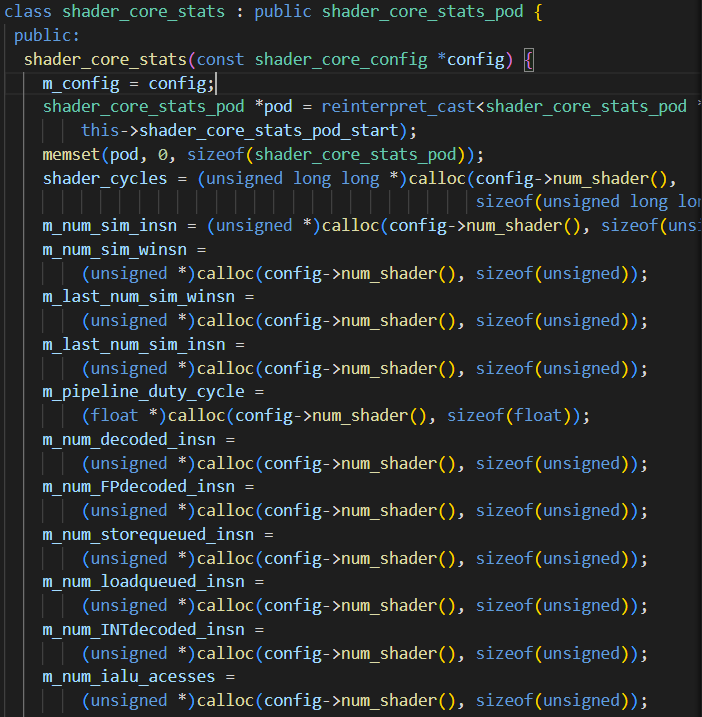 class shader_core_stats : public shader_core_stats_pod {
public:
shader_core_stats(const shader_core_config *config) {
m_config = config;
shader_core_stats_pod *pod = reinterpret_cast<shader_core_stats_pod *
this->shader_core_stats_pod_start);
memset(pod, 0, sizeof(shader_core_stats_pod));
shader_cycles = (unsigned long long *)calloc(config->num_shader(),
sizeof(unsigned long lon
m_num_sim_insn = (unsigned *)calloc(config->num_shader(), sizeof(uns
m_num_sim_winsn =
(unsigned *)calloc(config->num_shader(), sizeof(unsigned));
m_last_num_sim_winsn =
(unsigned *)calloc(config->num_shader(), sizeof(unsigned));
m_last_num_sim_insn =
(unsigned *)calloc(config->num_shader(), sizeof(unsigned));
m_pipeline_duty_cycle =
(float *)calloc(config->num_shader(), sizeof(float));
m_num_decoded_insn =
(unsigned *)calloc(config->num_shader(), sizeof(unsigned));
m_num_FPdecoded_insn =
(unsigned *)calloc(config->num_shader(), sizeof(unsigned));
m_num_storequeued_insn =
(unsigned *)calloc(config->num_shader(), sizeof(unsigned));
m_num_loadqueued_insn =
(unsigned *)calloc(config->num_shader(), sizeof(unsigned));
m_num_INTdecoded_insn =
(unsigned *)calloc(config->num_shader(), sizeof(unsigned));
m_num_ialu_acesses =
(unsigned *)calloc(config->num_shader(), sizeof(unsigned));